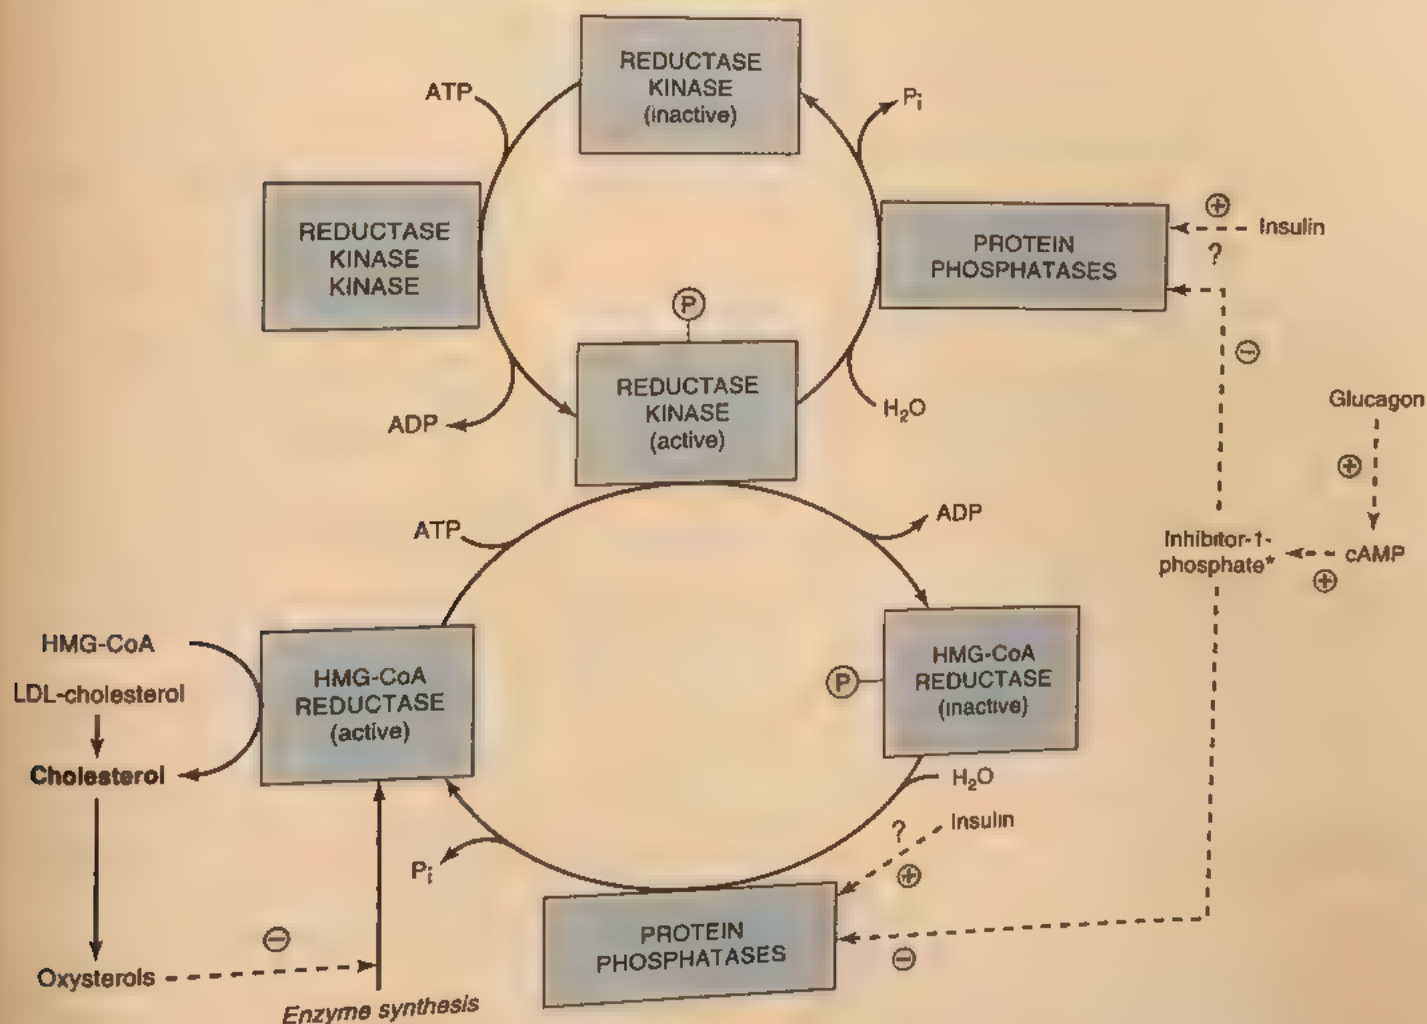 REDUCTASE
KINASE
(inactive)
ATP
Pi
REDUCTASE
KINASE
KINASE
PROTEIN
PHOSPHATASES
+
Insulin
?
P
REDUCTASE
KINASE
(active)
ADP
H2O
−
Glucagon
+
ATP
ADP
Inhibitor-1-
phosphate*
cAMP
+
HMG-CoA
LDL-cholesterol
Cholesterol
HMG-CoA
REDUCTASE
(active)
P
HMG-CoA
REDUCTASE
(inactive)
H2O
Insulin
?
+
Pi
PROTEIN
PHOSPHATASES
−
−
Oxysterols
Enzyme synthesis